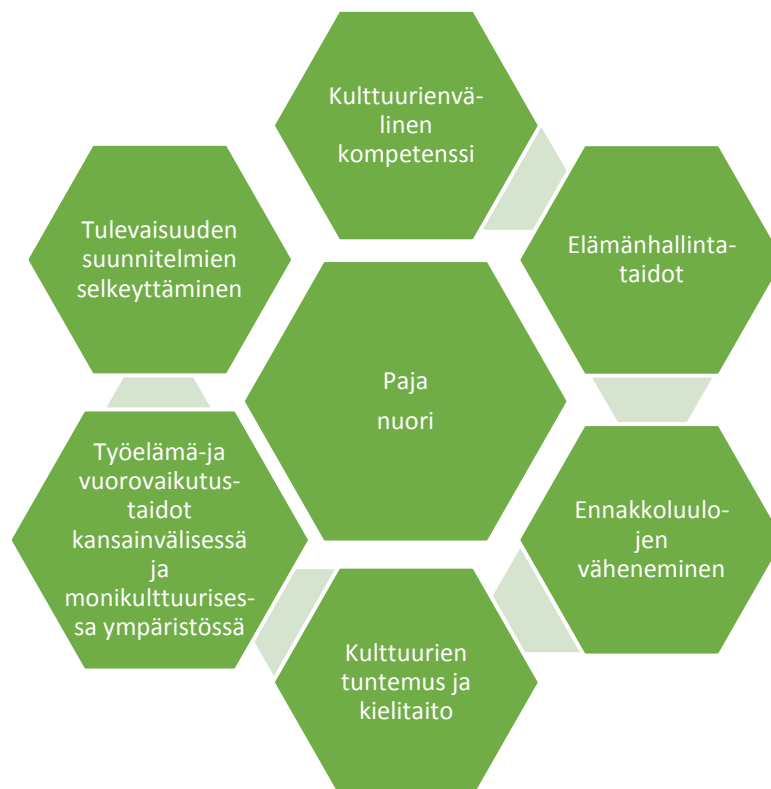 Kulttuurienvä-
linen
kompetenssi
Elämänhallinta-
taidot
Ennakkoluulo-
jen
väheneminen
Kulttuurien
tuntemus ja
kielitaito
Työelämä-ja
vuorovaikutus-
taidot
kansainvälisessä
ja
monikulttuurises-
sa ympäristössä
Tulevaisuuden
suunnitelmien
selkeyttäminen
Paja
nuori